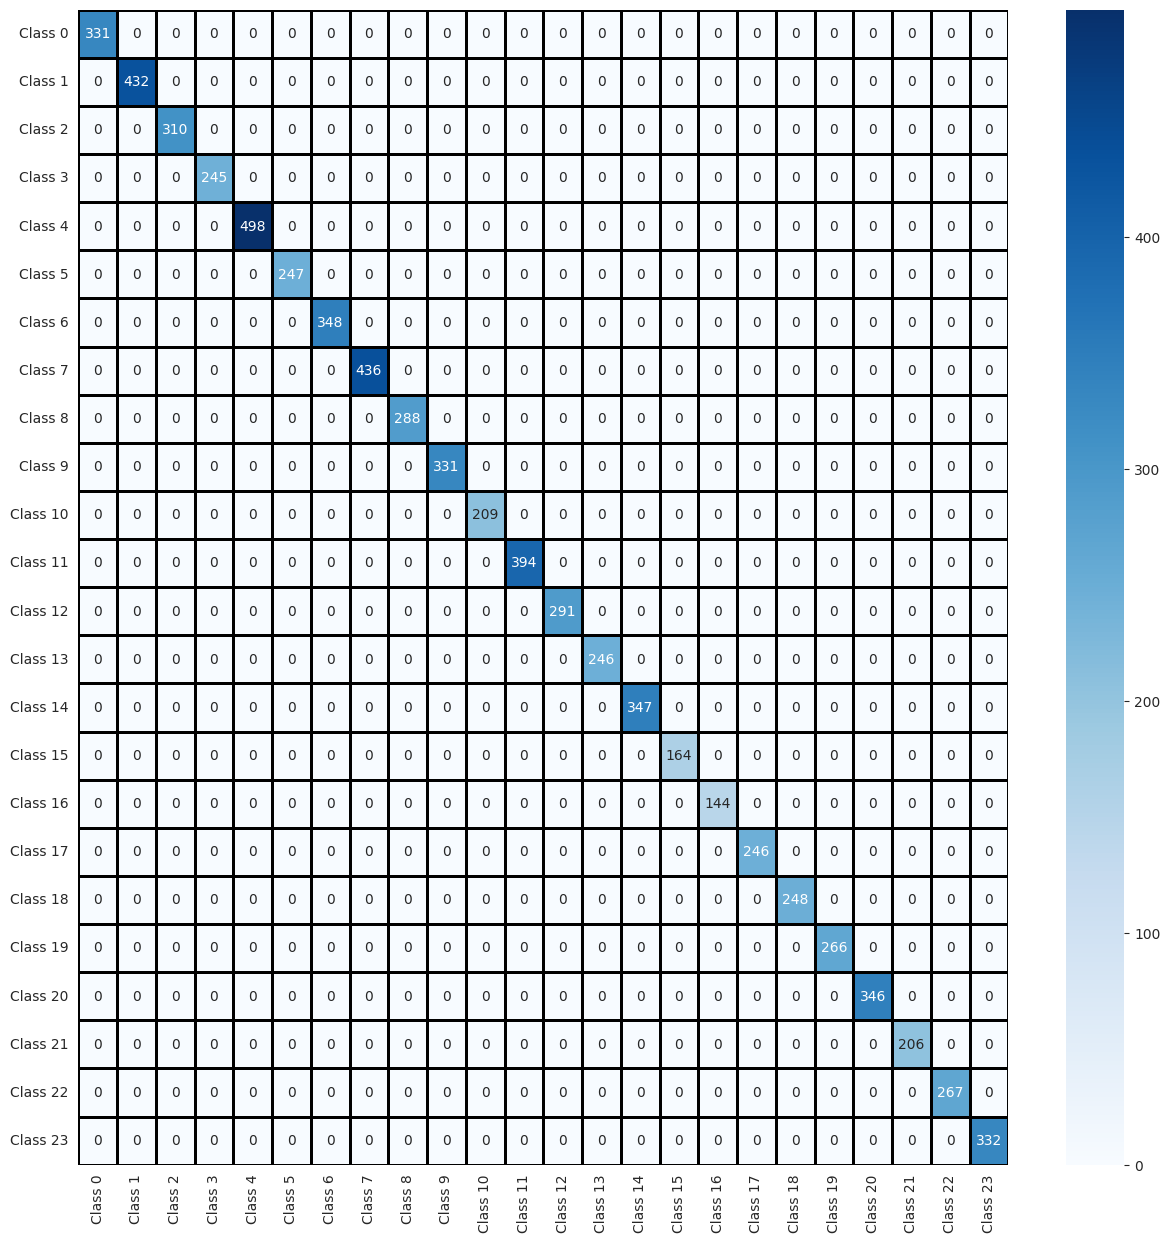 Class 0 331 0 0 0 0 0 0 0 0 0 0 0 0 0 0 0 0 0 0 0 0 0 0 0
Class 1 0 432 0 0 0 0 0 0 0 0 0 0 0 0 0 0 0 0 0 0 0 0 0 0
Class 2 0 0 310 0 0 0 0 0 0 0 0 0 0 0 0 0 0 0 0 0 0 0 0 0
Class 3 0 0 0 245 0 0 0 0 0 0 0 0 0 0 0 0 0 0 0 0 0 0 0 0
Class 4 0 0 0 0 498 0 0 0 0 0 0 0 0 0 0 0 0 0 0 0 0 0 0 0
400
Class 5 0 0 0 0 0 247 0 0 0 0 0 0 0 0 0 0 0 0 0 0 0 0 0 0
Class 6 0 0 0 0 0 0 348 0 0 0 0 0 0 0 0 0 0 0 0 0 0 0 0 0
Class 7 0 0 0 0 0 0 0 436 0 0 0 0 0 0 0 0 0 0 0 0 0 0 0 0
Class 8 0 0 0 0 0 0 0 0 288 0 0 0 0 0 0 0 0 0 0 0 0 0 0 0
Class 9 0 0 0 0 0 0 0 0 0 331 0 0 0 0 0 0 0 0 0 0 0 0 0 0
300
Class 10 0 0 0 0 0 0 0 0 0 0 209 0 0 0 0 0 0 0 0 0 0 0 0 0
Class 11 0 0 0 0 0 0 0 0 0 0 0 394 0 0 0 0 0 0 0 0 0 0 0 0
Class 12 0 0 0 0 0 0 0 0 0 0 0 0 291 0 0 0 0 0 0 0 0 0 0 0
Class 13 0 0 0 0 0 0 0 0 0 0 0 0 0 246 0 0 0 0 0 0 0 0 0 0
Class 14 0 0 0 0 0 0 0 0 0 0 0 0 0 0 347 0 0 0 0 0 0 0 0 0
200
Class 15 0 0 0 0 0 0 0 0 0 0 0 0 0 0 0 164 0 0 0 0 0 0 0 0
Class 16 0 0 0 0 0 0 0 0 0 0 0 0 0 0 0 0 144 0 0 0 0 0 0 0
Class 17 0 0 0 0 0 0 0 0 0 0 0 0 0 0 0 0 0 246 0 0 0 0 0 0
Class 18 0 0 0 0 0 0 0 0 0 0 0 0 0 0 0 0 0 0 248 0 0 0 0 0
Class 19 0 0 0 0 0 0 0 0 0 0 0 0 0 0 0 0 0 0 0 266 0 0 0 0
100
Class 20 0 0 0 0 0 0 0 0 0 0 0 0 0 0 0 0 0 0 0 0 346 0 0 0
Class 21 0 0 0 0 0 0 0 0 0 0 0 0 0 0 0 0 0 0 0 0 0 206 0 0
Class 22 0 0 0 0 0 0 0 0 0 0 0 0 0 0 0 0 0 0 0 0 0 0 267 0
Class 23 0 0 0 0 0 0 0 0 0 0 0 0 0 0 0 0 0 0 0 0 0 0 0 332
0
Class 0
Class 1
Class 2
Class 3
Class 4
Class 5
Class 6
Class 7
Class 8
Class 9
Class 10
Class 11
Class 12
Class 13
Class 14
Class 15
Class 16
Class 17
Class 18
Class 19
Class 20
Class 21
Class 22
Class 23